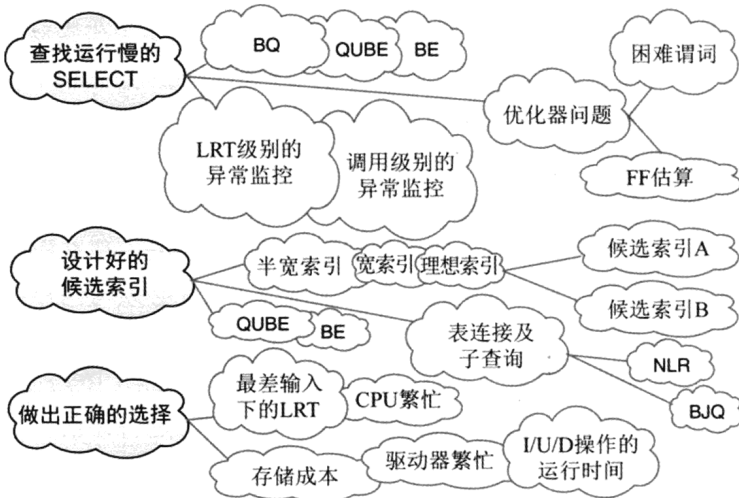 查找运行慢的
SELECT
BQ
QUBE
BE
困难谓词
优化器问题
LRT级别的
异常监控
调用级别的
异常监控
FF估算
设计好的
候选索引
半宽索引
宽索引
理想索引
候选索引A
候选索引B
QUBE
BE
表连接及
子查询
NLR
BJQ
做出正确的选择
最差输入
下的LRT
CPU繁忙
存储成本
驱动器繁忙
I/U/D操作的
运行时间